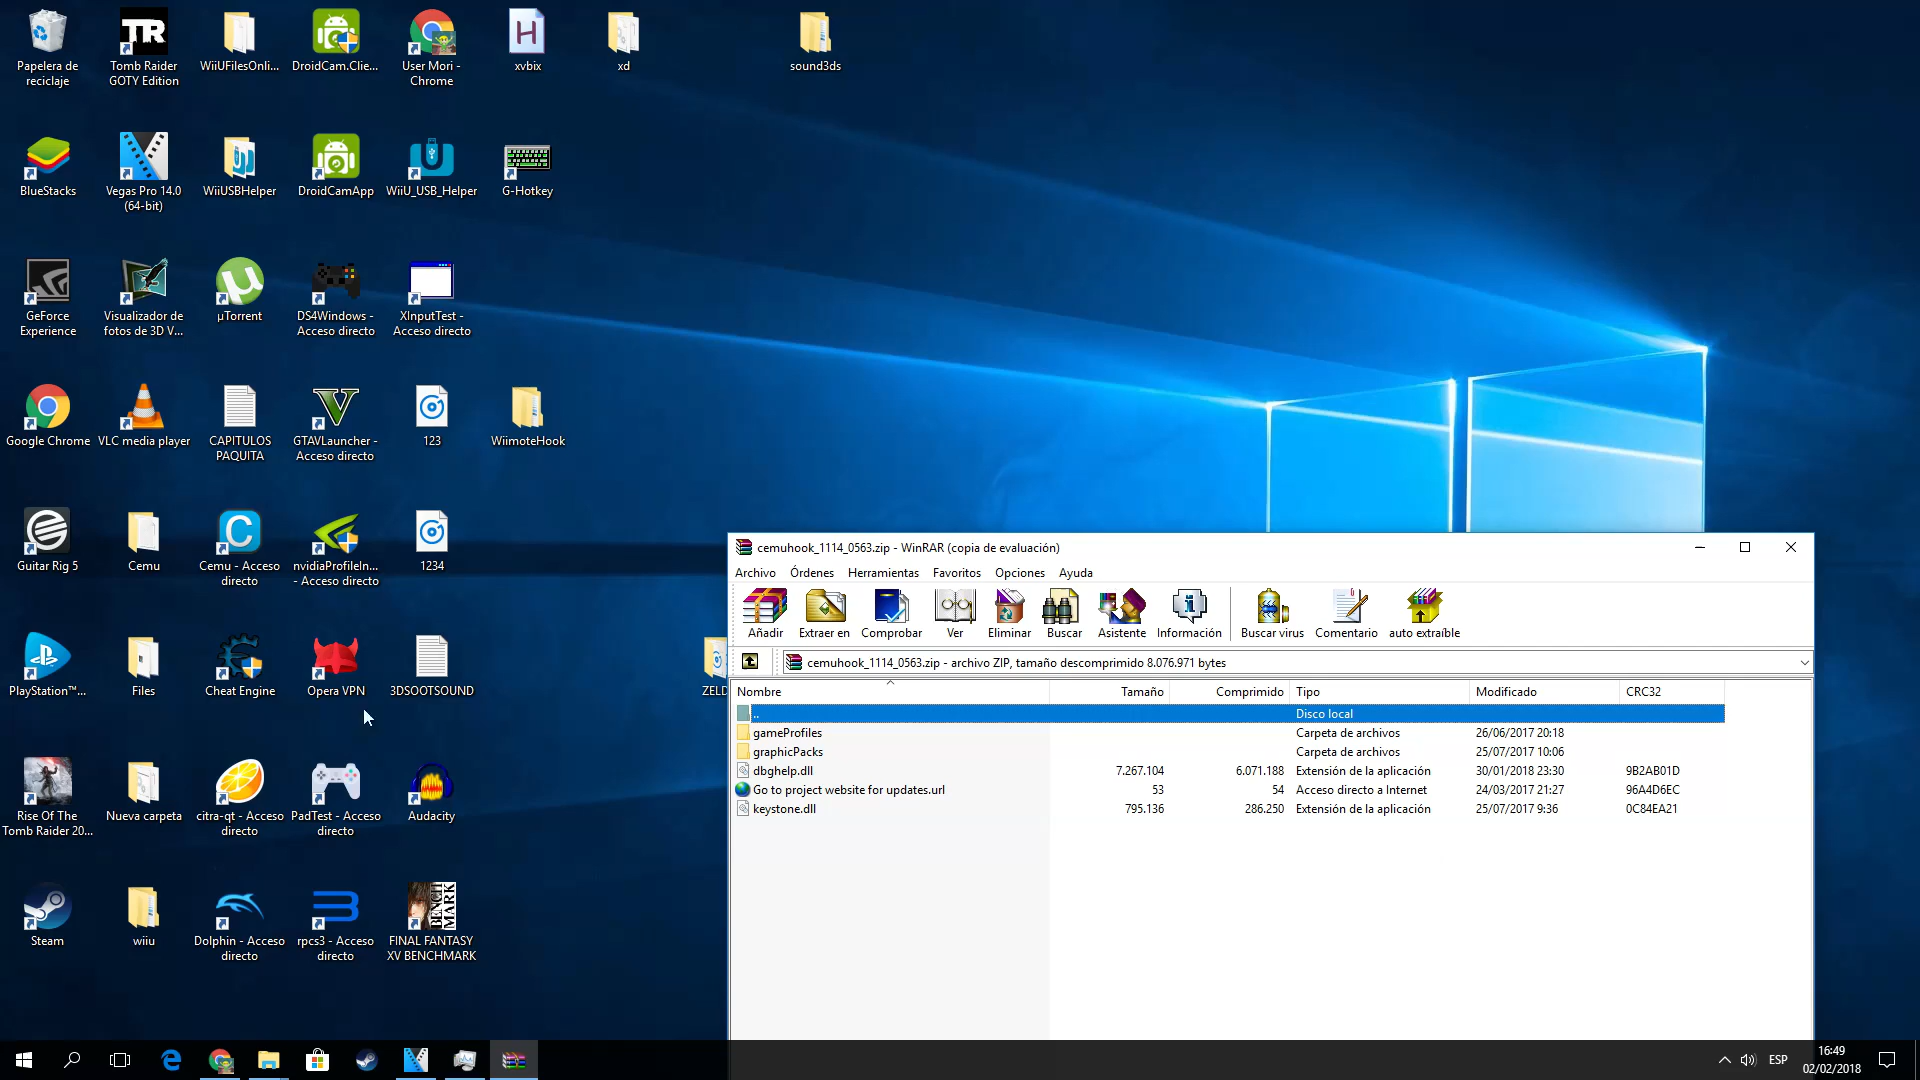 Papelera de
reciclaje
TR
Tomb Raider
GOTY Edition
WiiUFilesOnli...
DroidCam.Clie...
User Mori -
Chrome
H
xvbix
xd
sound3ds
BlueStacks
Vegas Pro 14.0
(64-bit)
WiiUSBHelper
DroidCamApp
WiiU_USB_Helper
G-Hotkey
GeForce
Experience
Visualizador de
fotos de 3D V...
µTorrent
DS4Windows -
Acceso directo
XInputTest -
Acceso directo
Google Chrome
VLC media player
CAPITULOS
PAQUITA
GTAVLauncher -
Acceso directo
123
WiimoteHook
Guitar Rig 5
Cemu
Cemu - Acceso
directo
nvidiaProfileIn...
- Acceso directo
1234
PlayStation™...
Files
Cheat Engine
Opera VPN
3DSOOTSOUND
ZELD
Rise Of The
Tomb Raider 20...
Nueva carpeta
citra-qt - Acceso
directo
PadTest - Acceso
directo
Audacity
Steam
wiiu
Dolphin - Acceso
directo
rpcs3 - Acceso
directo
BENCH
MARK
FINAL FANTASY
XV BENCHMARK
cemuhook_1114_0563.zip - WinRAR (copia de evaluación)
Archivo Órdenes Herramientas Favoritos Opciones Ayuda
Añadir Extraer en Comprobar Ver Eliminar Buscar Asistente Información Buscar virus Comentario auto extraíble
cemuhook_1114_0563.zip - archivo ZIP, tamaño descomprimido 8.076.971 bytes
Nombre Tamaño Comprimido Tipo Modificado CRC32
.. Disco local
gameProfiles Carpeta de archivos 26/06/2017 20:18
graphicPacks Carpeta de archivos 25/07/2017 10:06
dbghelp.dll 7.267.104 6.071.188 Extensión de la aplicación 30/01/2018 23:30 9B2AB01D
Go to project website for updates.url 53 54 Acceso directo a Internet 24/03/2017 21:27 96A4D6EC
keystone.dll 795.136 286.250 Extensión de la aplicación 25/07/2017 9:36 0C84EA21
ESP
16:49
02/02/2018